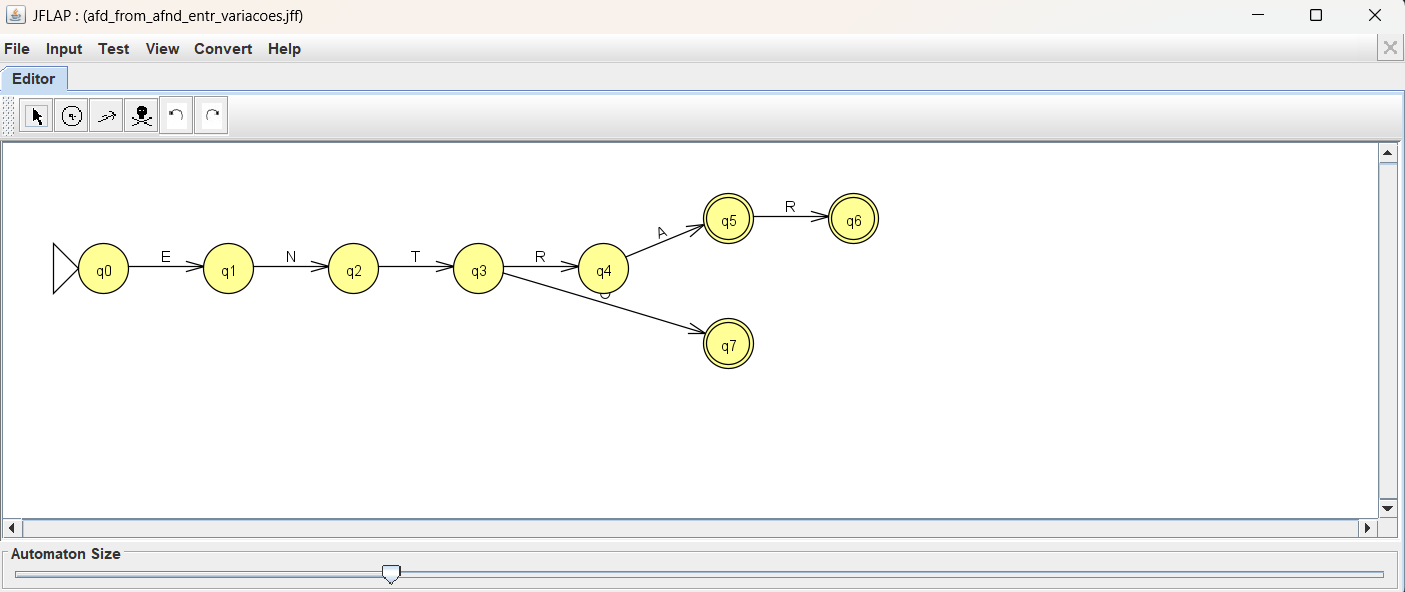 JFLAP : (afd_from_afnd_entr_variacoes.jff)
File Input Test View Convert Help
Editor
q5 R q6
A
q0 E q1 N q2 T q3 R q4
q7
Automaton Size